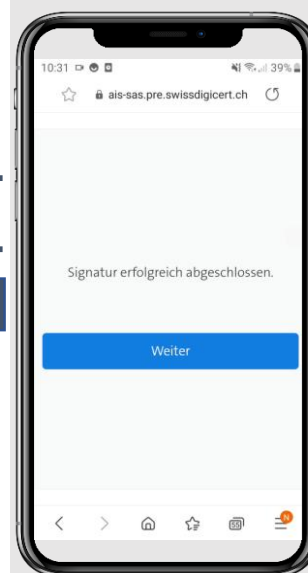 10:31 39%
ais-sas.pre.swissdigicert.ch
Signatur erfolgreich abgeschlossen.
Weiter
N